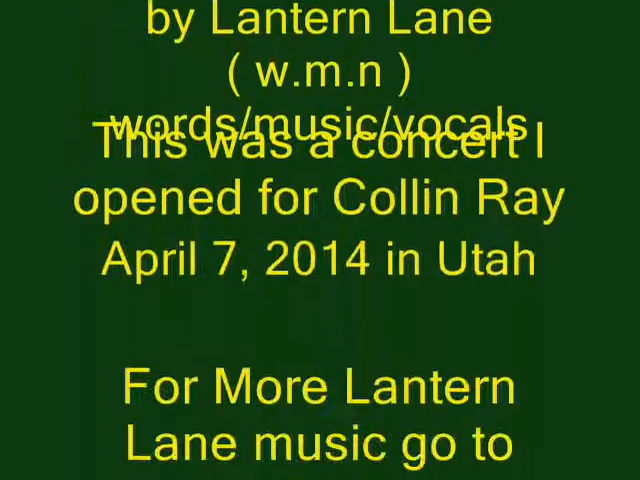 by Lantern Lane
( w.m.n )
words/music/vocals
This was a concert I
opened for Collin Ray
April 7, 2014 in Utah
For More Lantern
Lane music go to